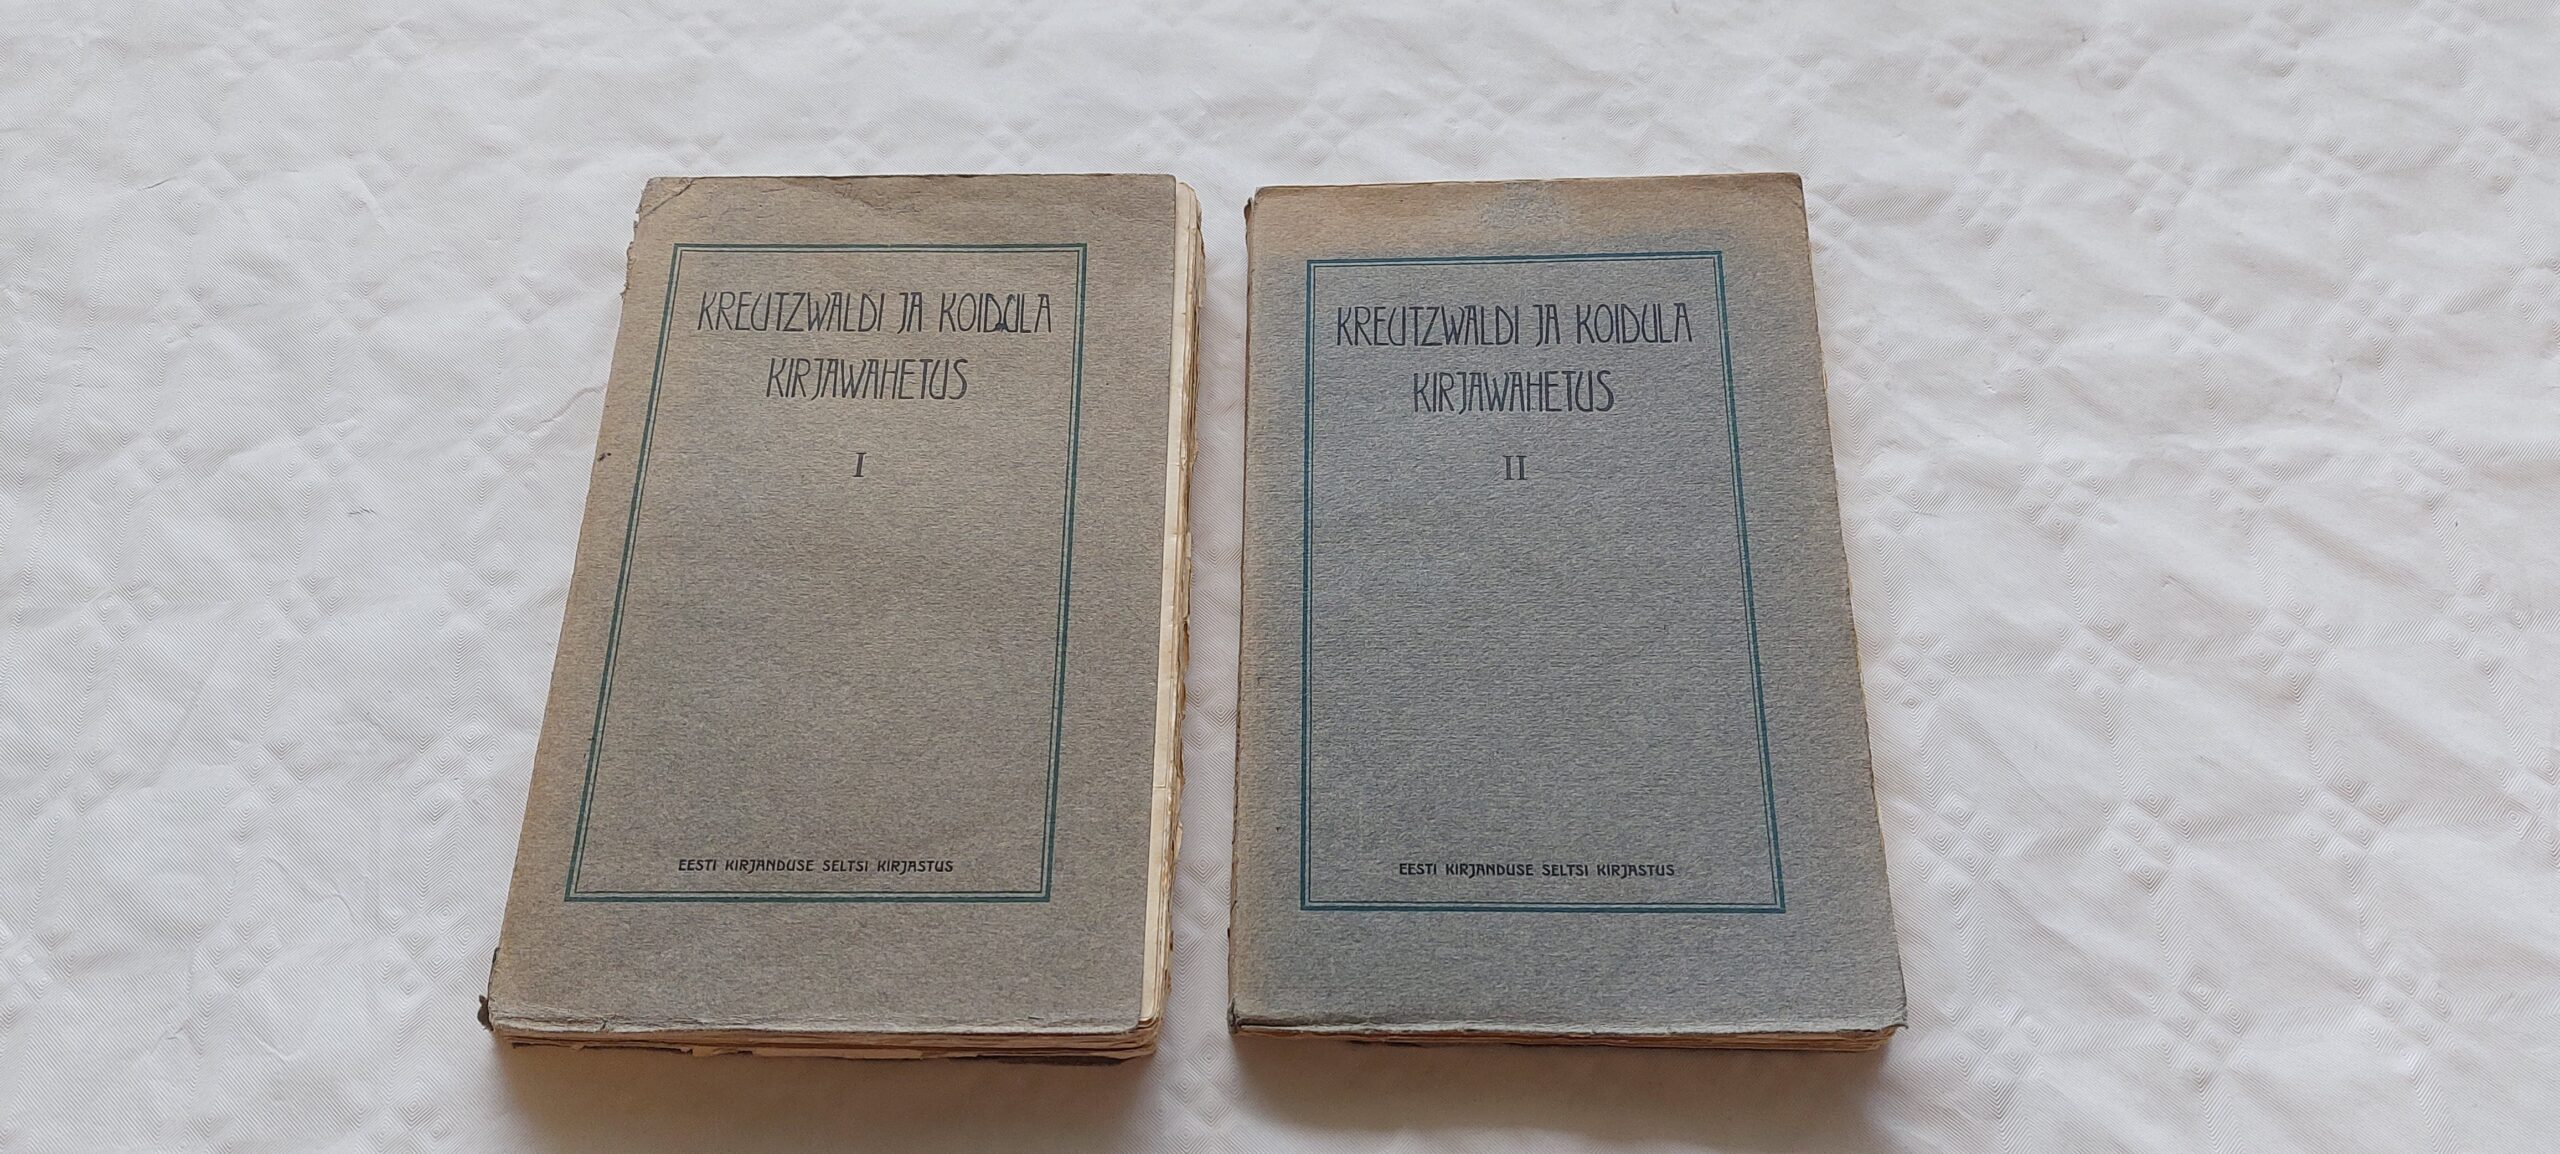 KREUTZWALDI JA KOIDULA
KIRJAWAHETUS
I
EESTI KIRJANDUSE SELTSI KIRJASTUS
KREUTZWALDI JA KOIDULA
KIRJAWAHETUS
II
EESTI KIRJANDUSE SELTSI KIRJASTUS